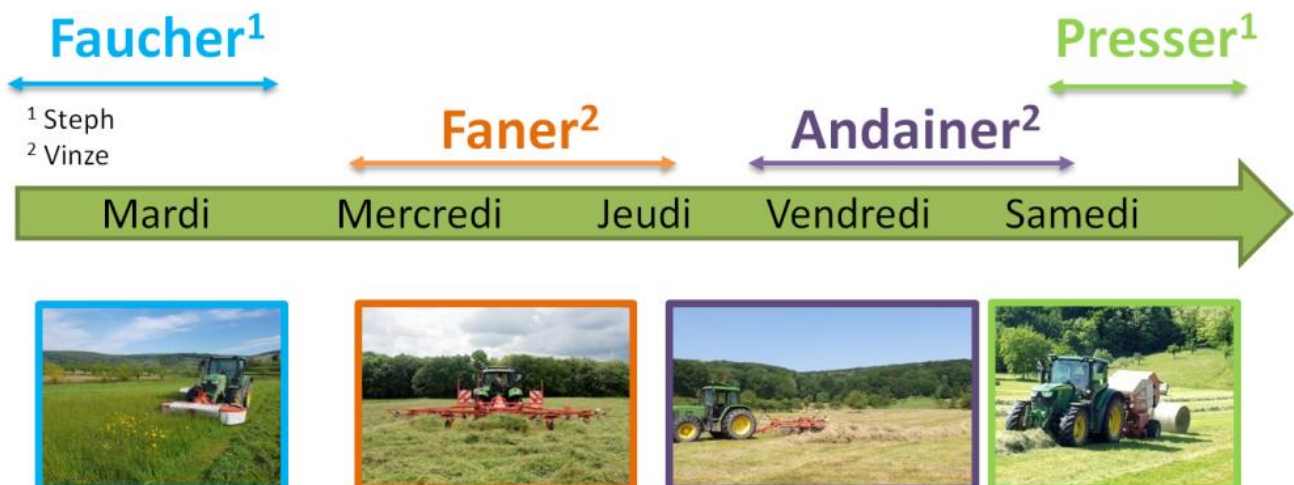 Faucher¹
Presser¹
¹ Steph
² Vinze
Faner²
Andainer²
Mardi
Mercredi
Jeudi
Vendredi
Samedi